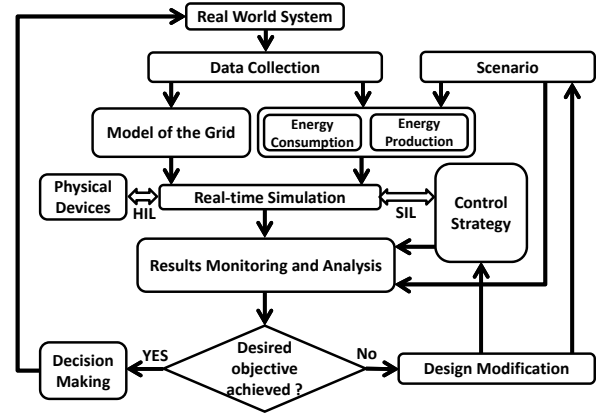 Real World System
Data Collection
Scenario
Model of the Grid
Energy
Consumption
Energy
Production
Physical
Devices
HIL
Real-time Simulation
SIL
Control
Strategy
Results Monitoring and Analysis
Desired
objective
achieved ?
YES
No
Decision
Making
Design Modification